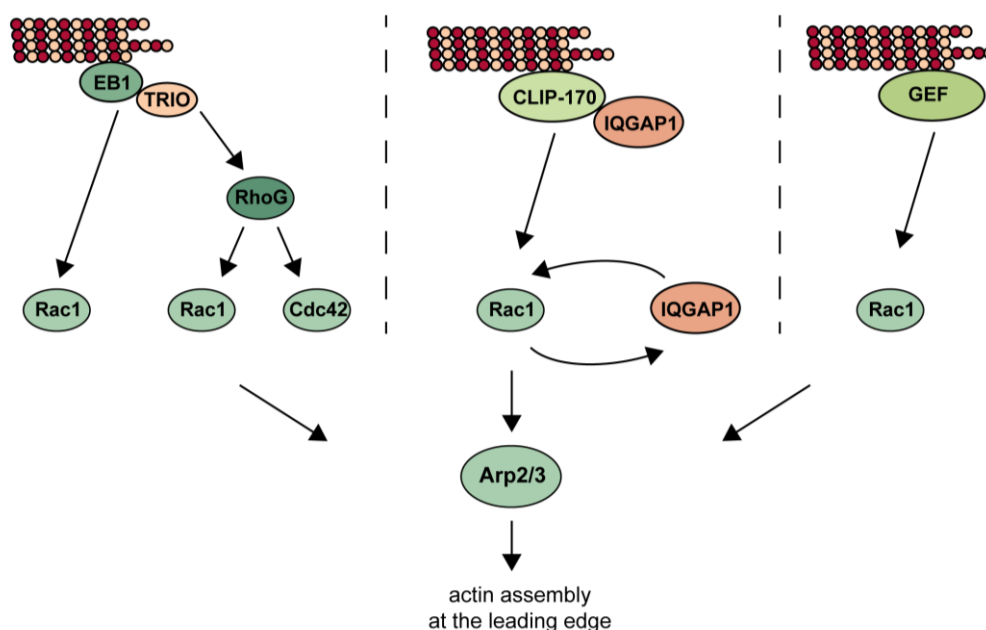 EB1
TRIO
RhoG
Rac1
Rac1
Cdc42
CLIP-170
IQGAP1
Rac1
IQGAP1
GEF
Rac1
Arp2/3
actin assembly
at the leading edge